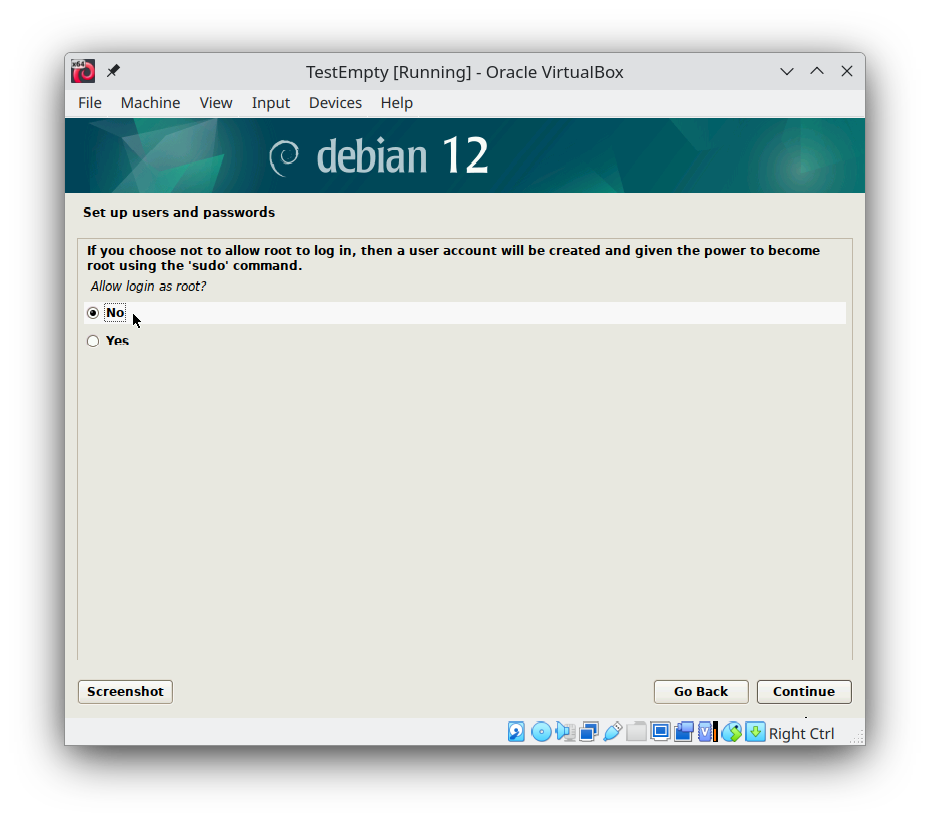 x64
TestEmpty [Running] - Oracle VirtualBox
File Machine View Input Devices Help
debian 12
Set up users and passwords
If you choose not to allow root to log in, then a user account will be created and given the power to become
root using the 'sudo' command.
Allow login as root?
No
Yes
Screenshot Go Back Continue
V Right Ctrl